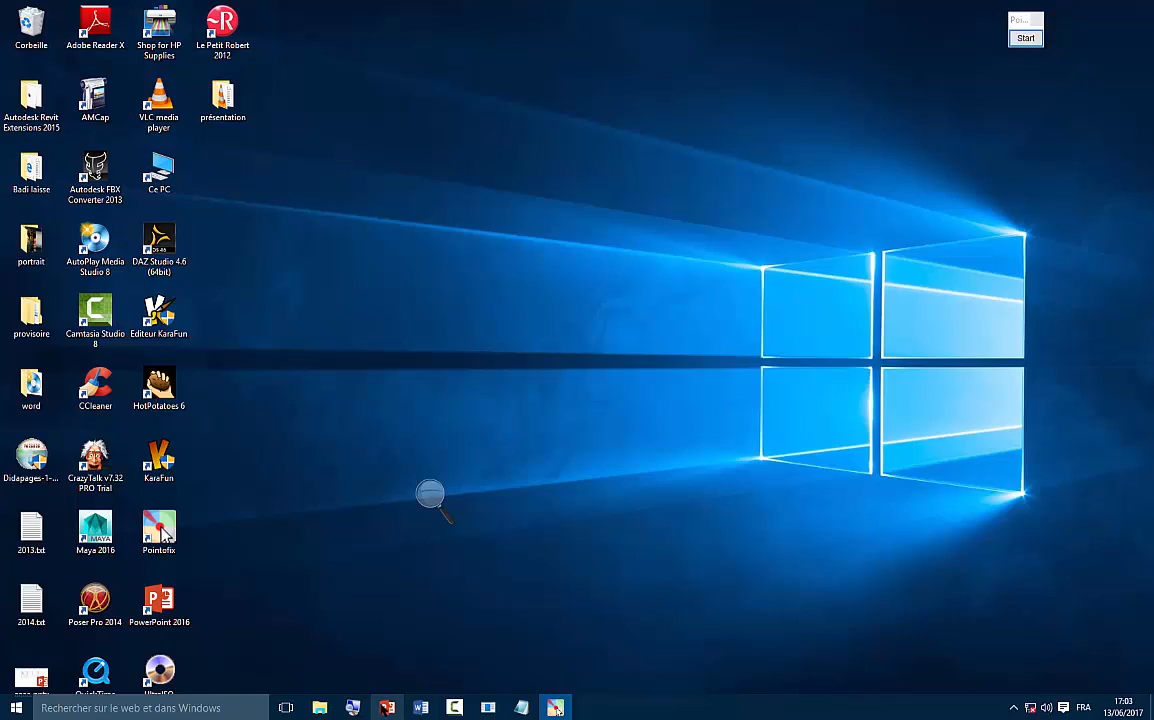 Corbeille
Adobe Reader X
Shop for HP
Supplies
Le Petit Robert
2012
Poi...
Start
Autodesk Revit
Extensions 2015
AMCap
VLC media
player
présentation
Badi laisse
Autodesk FBX
Converter 2013
Ce PC
portrait
AutoPlay Media
Studio 8
DAZ Studio 4.6
(64bit)
provisoire
Camtasia Studio
8
Editeur KaraFun
word
CCleaner
HotPotatoes 6
Didapages-1-...
CrazyTalk v7.32
PRO Trial
KaraFun
2013.txt
MAYA
Maya 2016
Pointofix
2014.txt
Poser Pro 2014
PowerPoint 2016
QuickTime
UltraISO
Rechercher sur le web et dans Windows
FRA
17:03
13/06/2017